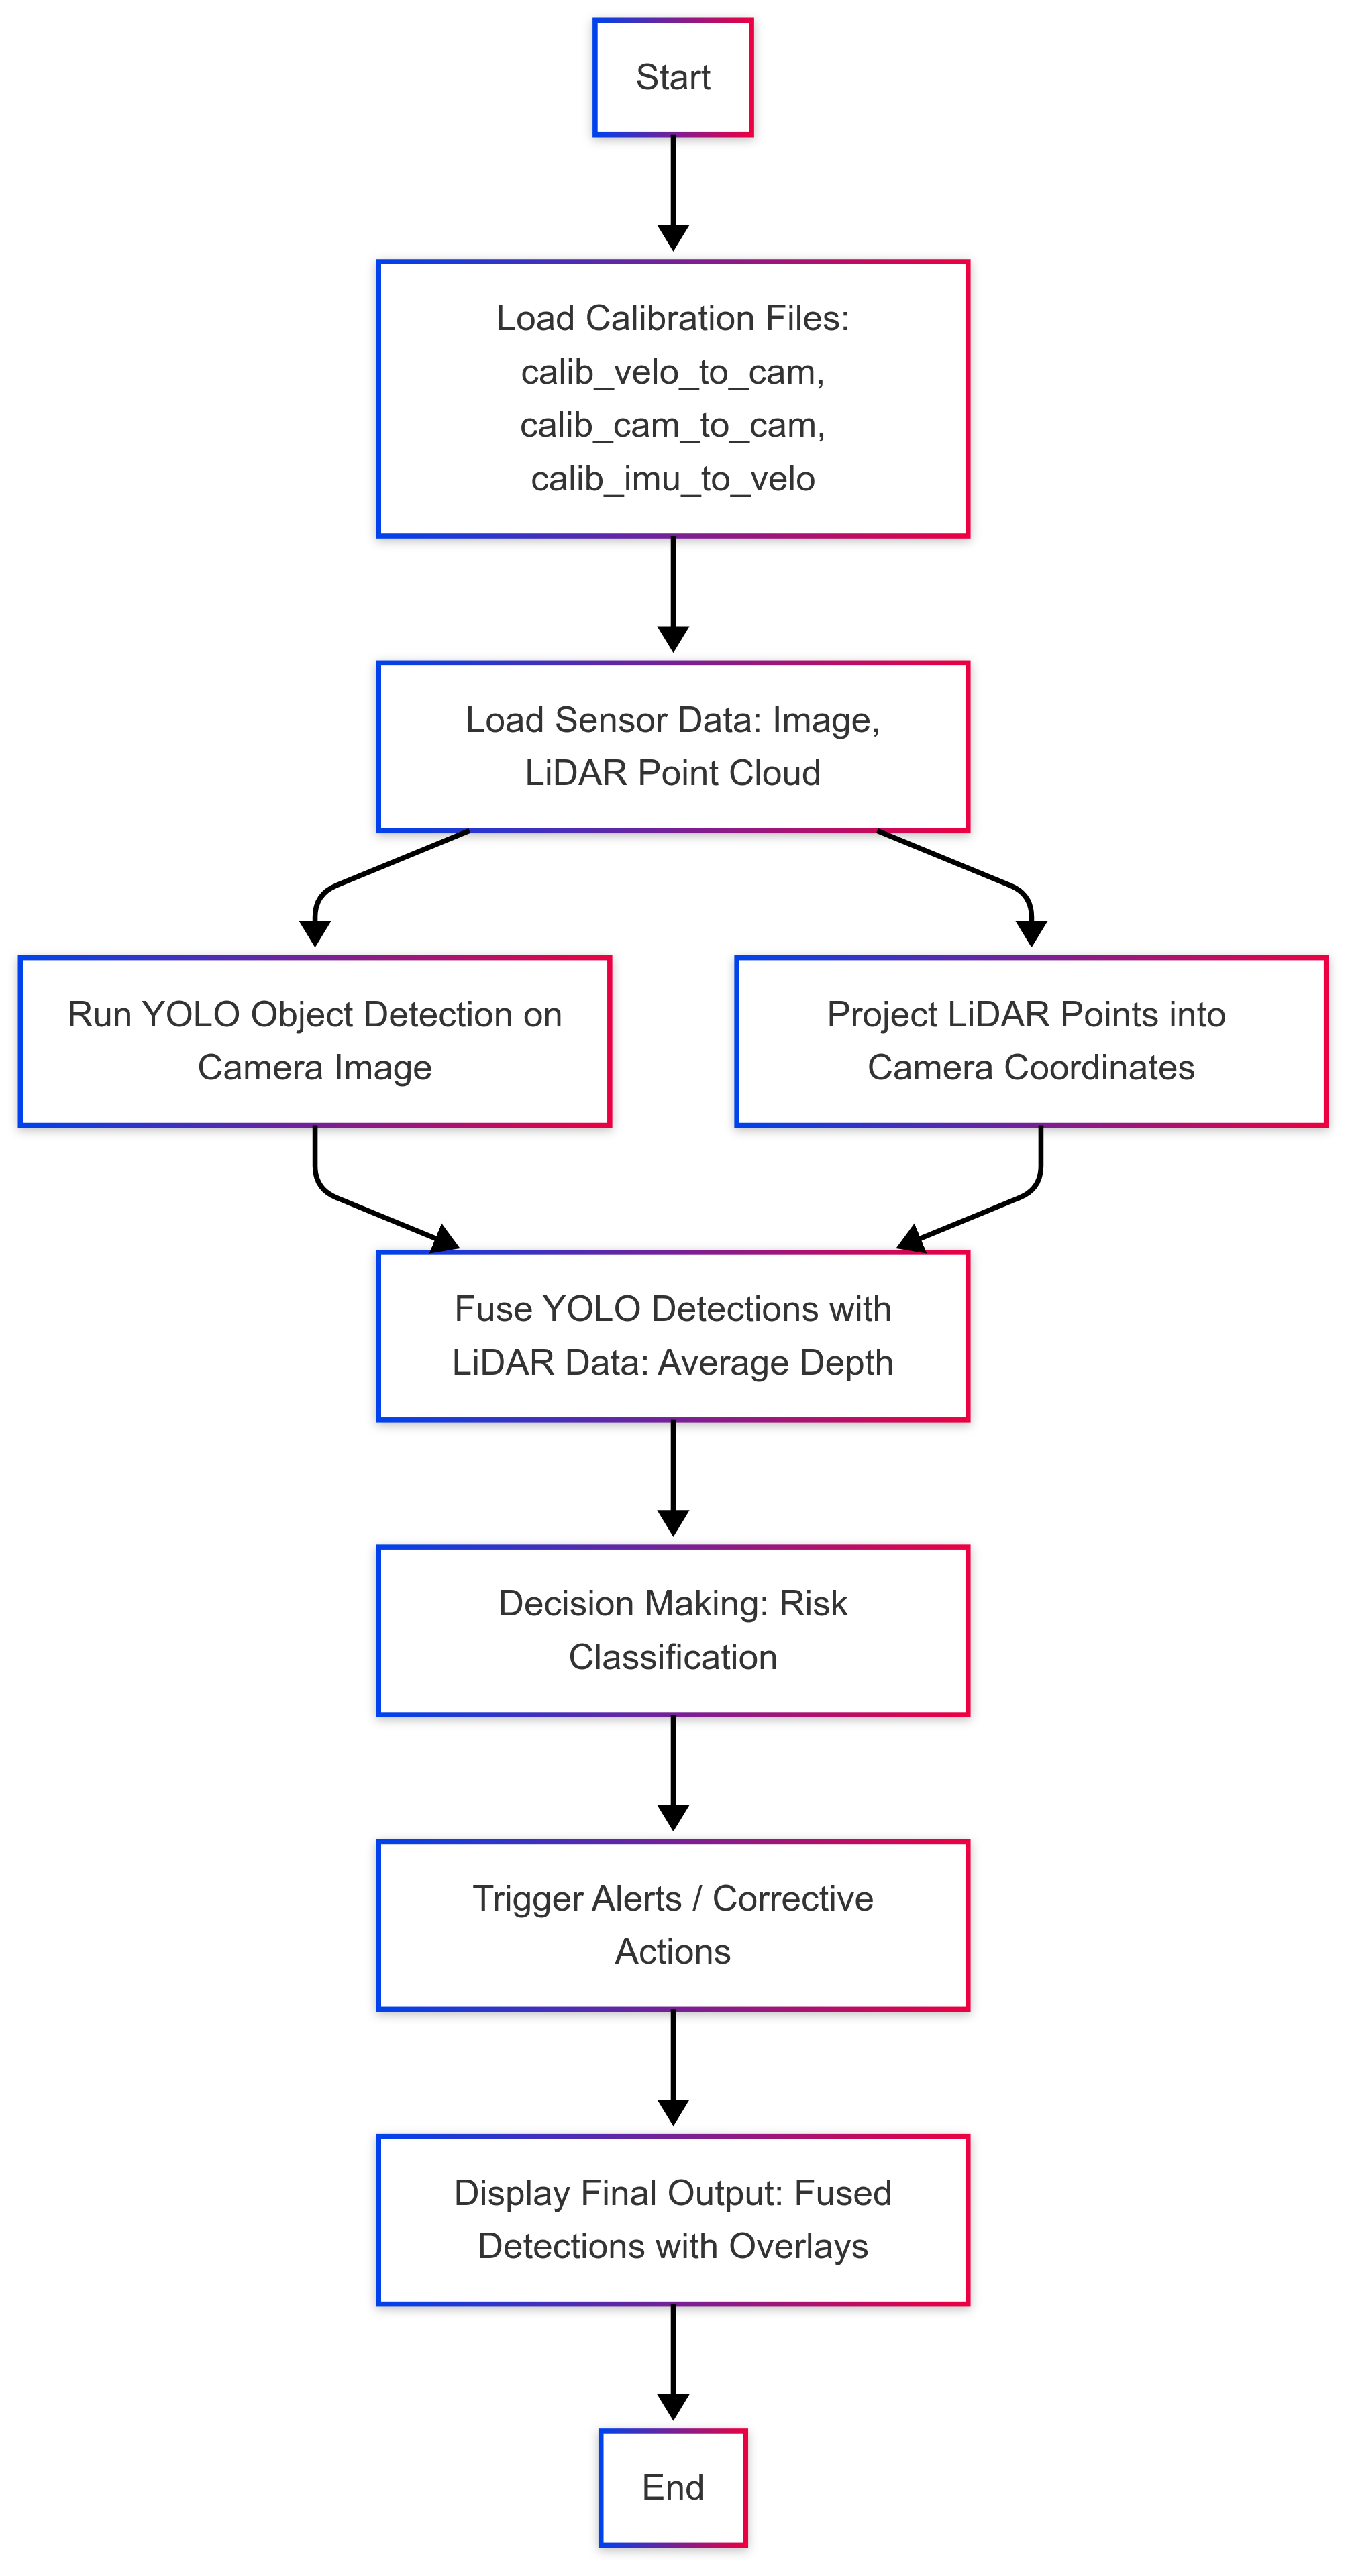 Start
Load Calibration Files:
calib_velo_to_cam,
calib_cam_to_cam,
calib_imu_to_velo
Load Sensor Data: Image,
LiDAR Point Cloud
Run YOLO Object Detection on
Camera Image
Project LiDAR Points into
Camera Coordinates
Fuse YOLO Detections with
LiDAR Data: Average Depth
Decision Making: Risk
Classification
Trigger Alerts / Corrective
Actions
Display Final Output: Fused
Detections with Overlays
End